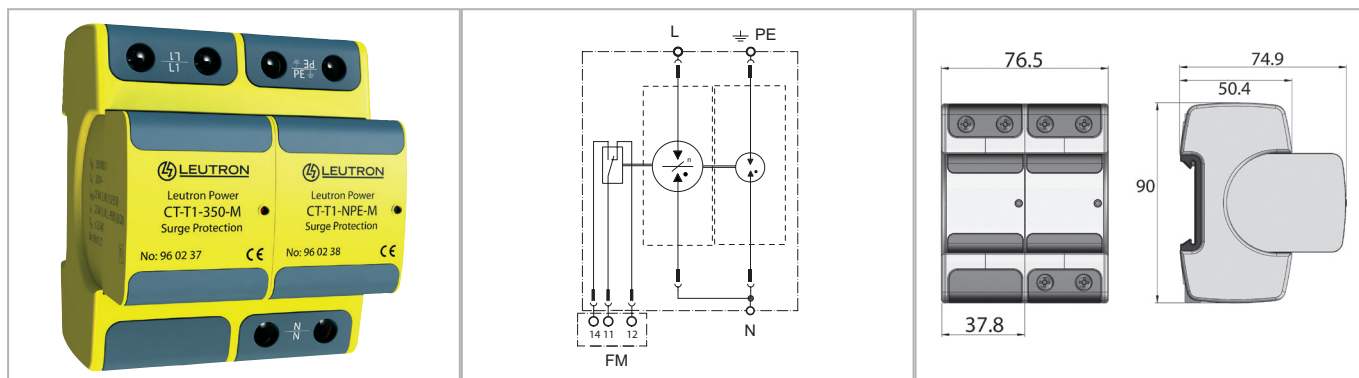 L1
L1
PE
PE
LEUTRON
Leutron Power
CT-T1-350-M
Surge Protection
No: 96 02 37
CE
LEUTRON
Leutron Power
CT-T1-NPE-M
Surge Protection
No: 96 02 38
CE
N
N
L
PE
n
14 11 12
FM
N
76.5
74.9
50.4
90
37.8